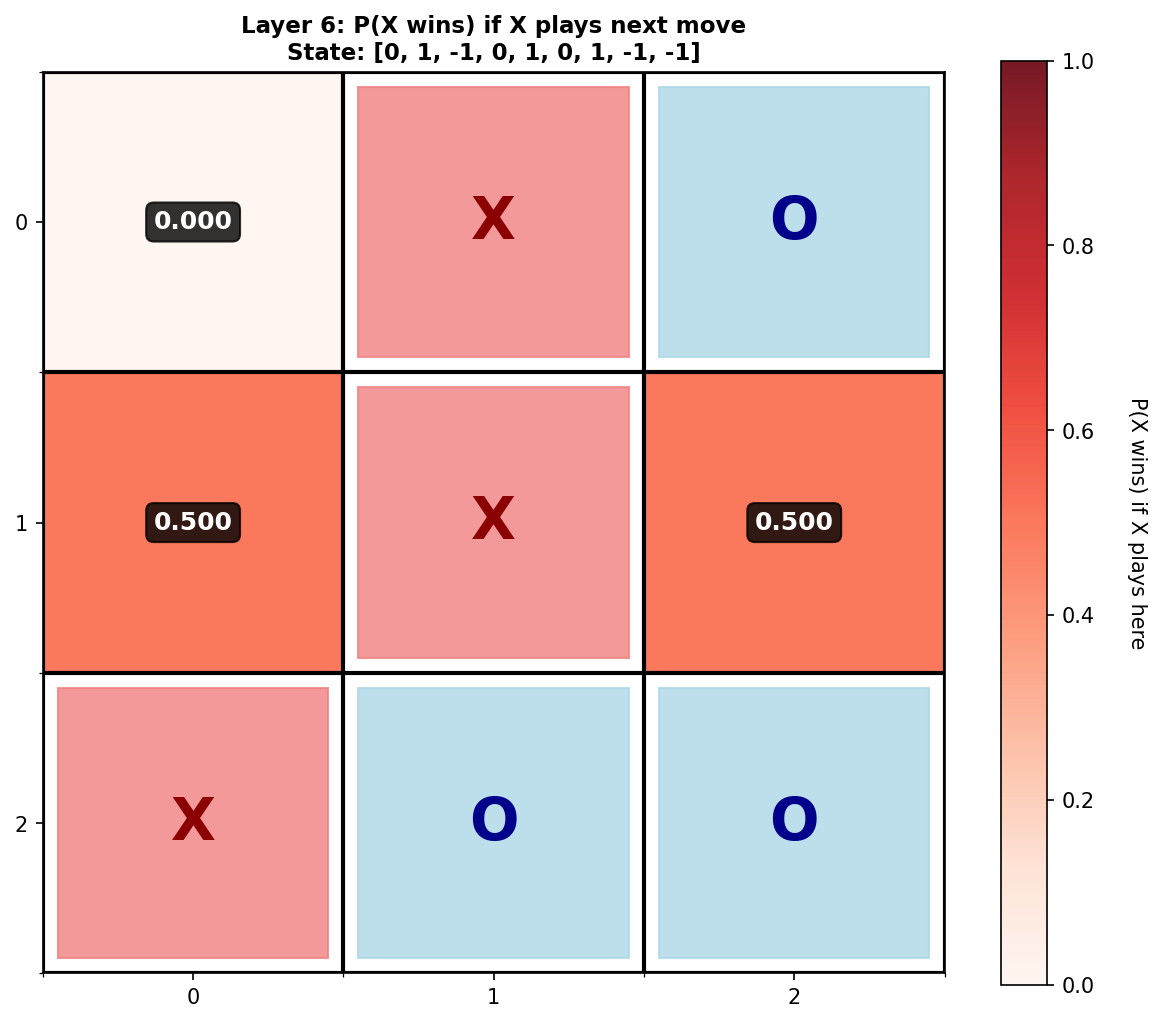 Layer 6: P(X wins) if X plays next move
State: [0, 1, -1, 0, 1, 0, 1, -1, -1]
0
0.000
X
O
1
0.500
X
0.500
2
X
O
O
0
1
2
1.0
0.8
0.6
0.4
0.2
0.0
P(X wins) if X plays here